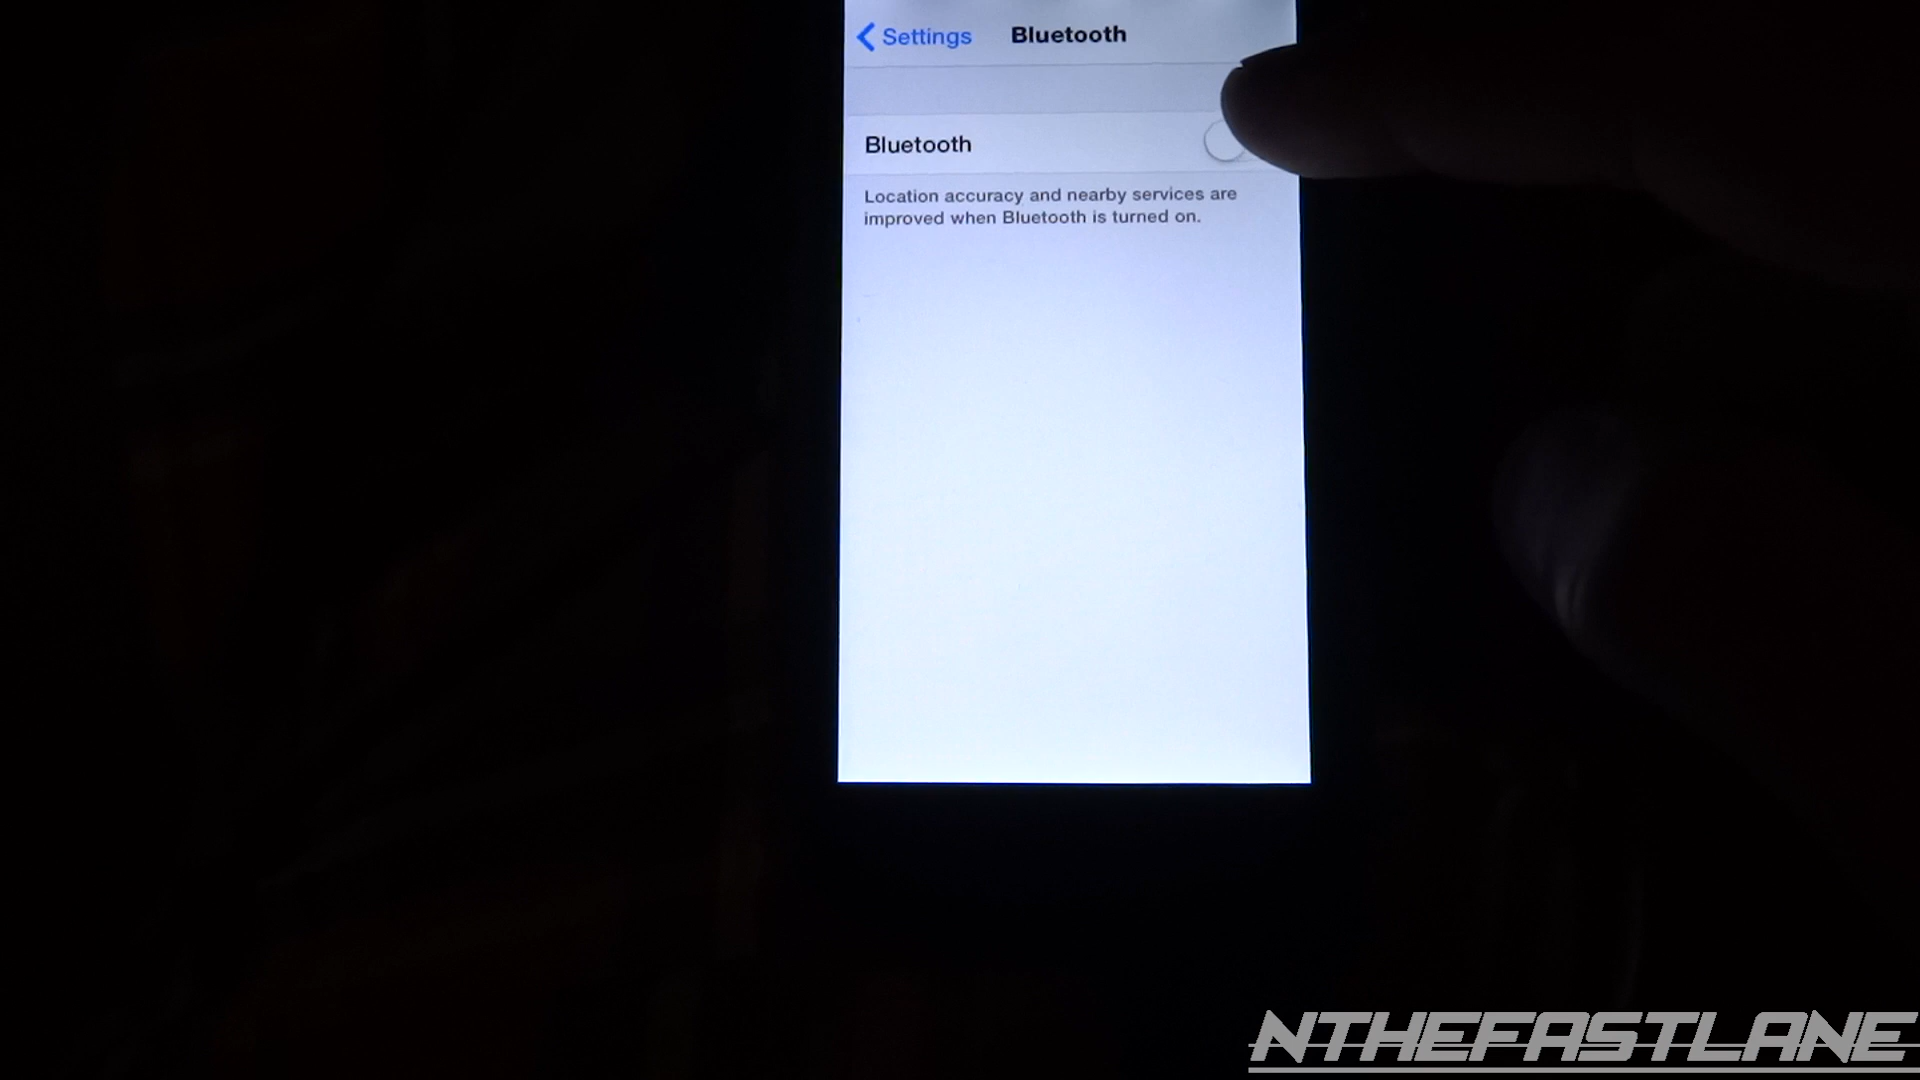 Settings
Bluetooth
Bluetooth
Location accuracy and nearby services are
improved when Bluetooth is turned on.
NTHEFASTLANE